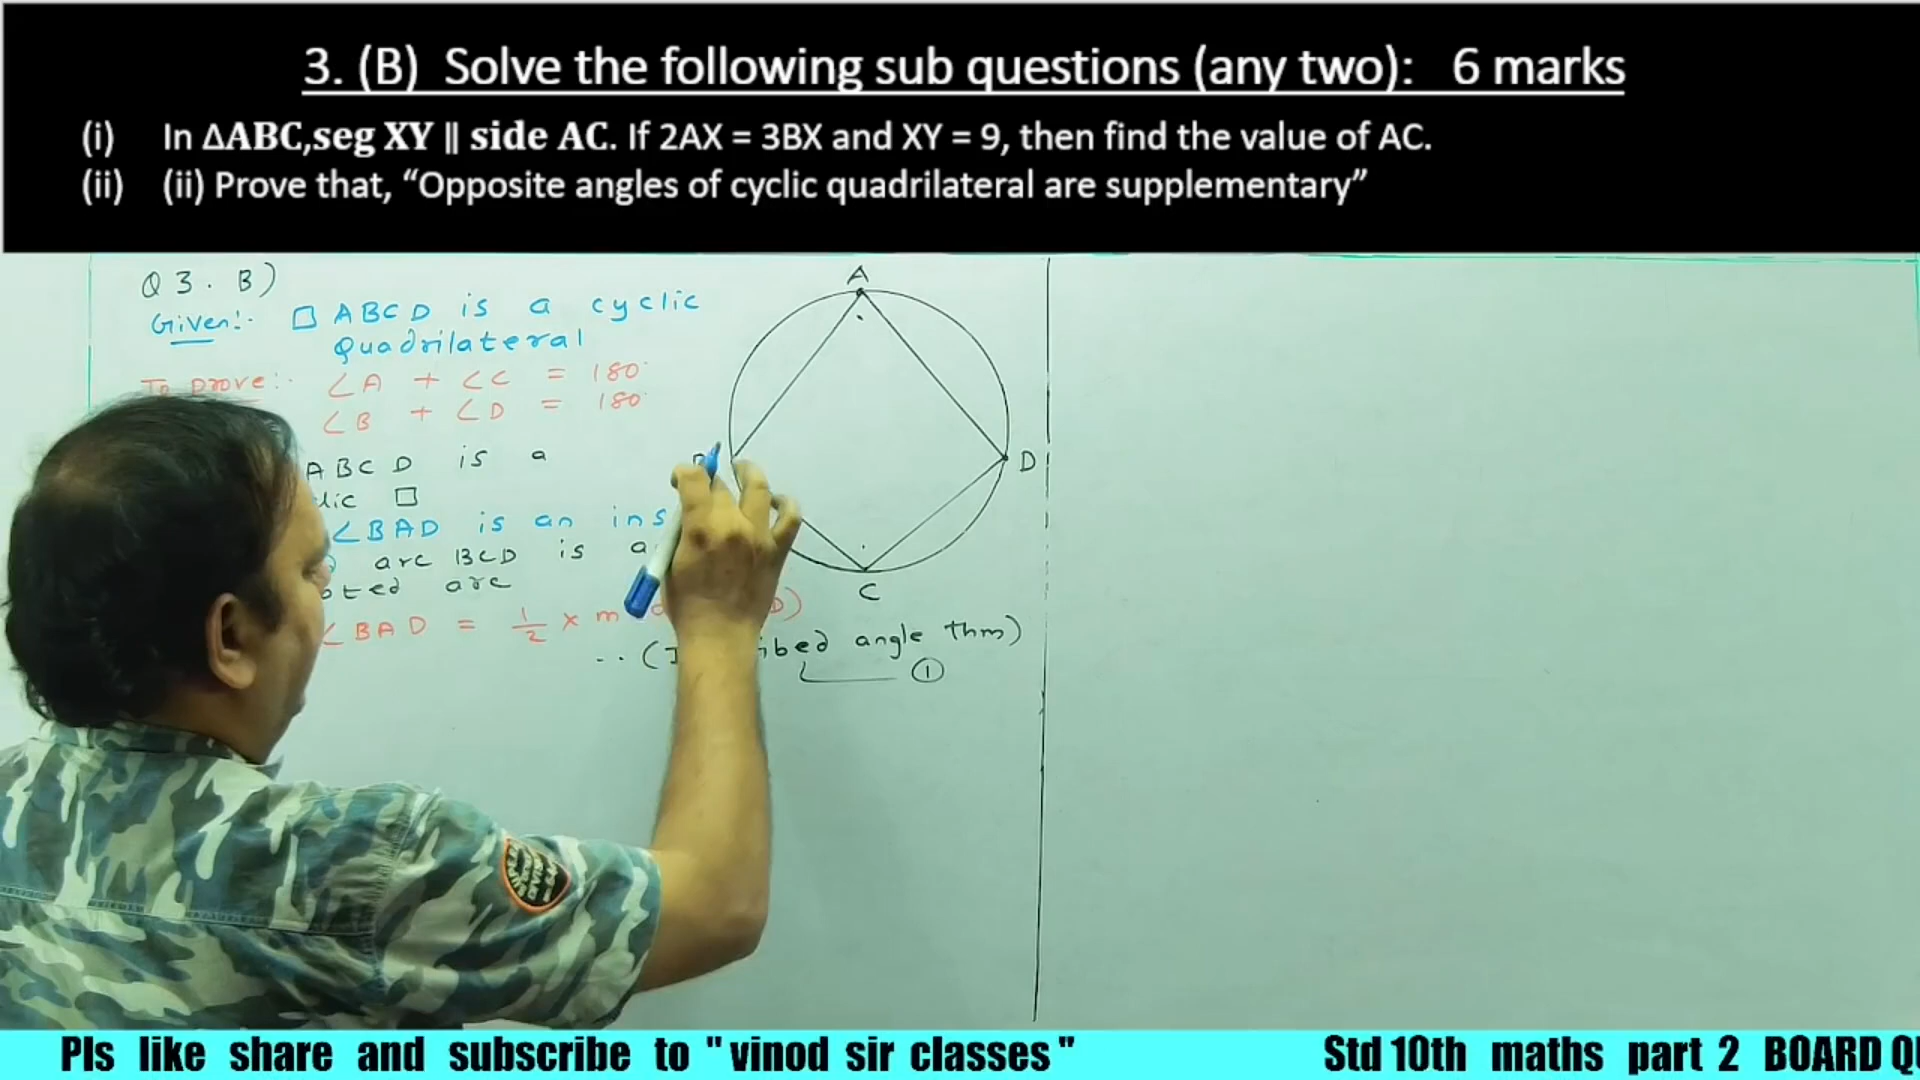 3. (B) Solve the following sub questions (any two): 6 marks
(i) In ΔABC,seg XY ∥ side AC. If 2AX = 3BX and XY = 9, then find the value of AC.
(ii) (ii) Prove that, “Opposite angles of cyclic quadrilateral are supplementary”
Q 3. B)
Given:- □ ABCD is a cyclic
Quadrilateral
To prove:- ∠A + ∠C = 180°
∠B + ∠D = 180°
ABCD is a
□
∠BAD is an
arc BCD is
arc
∠BAD = 1/2 × m
angle thm)
①
A
D
C
Pls like share and subscribe to "vinod sir classes"
Std 10th maths part 2 BOARD